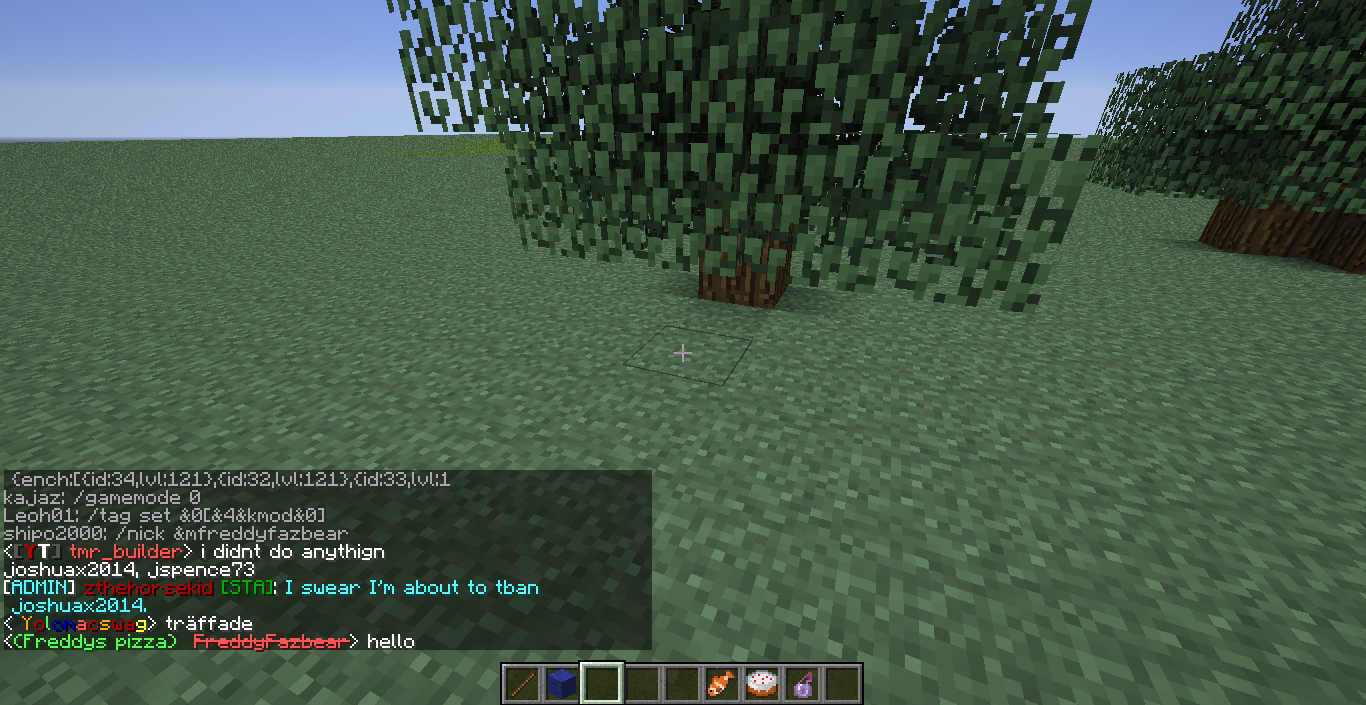 {ench:[{id:34,lvl:121},{id:32,lvl:121},{id:33,lvl:1
kajaz: /gamemode 0
Leoh01: /tag set &0[&4&kmod&0]
shipo2000: /nick &mfreddyfazbear
<[YT] tmr_builder> i didnt do anythign
joshuax2014, jspence73
[ADMIN] zthehorsekid [STA]: I swear I'm about to tban
joshuax2014.
< Yolomacswag> träffade
<(Freddys pizza) FreddyFazbear> hello